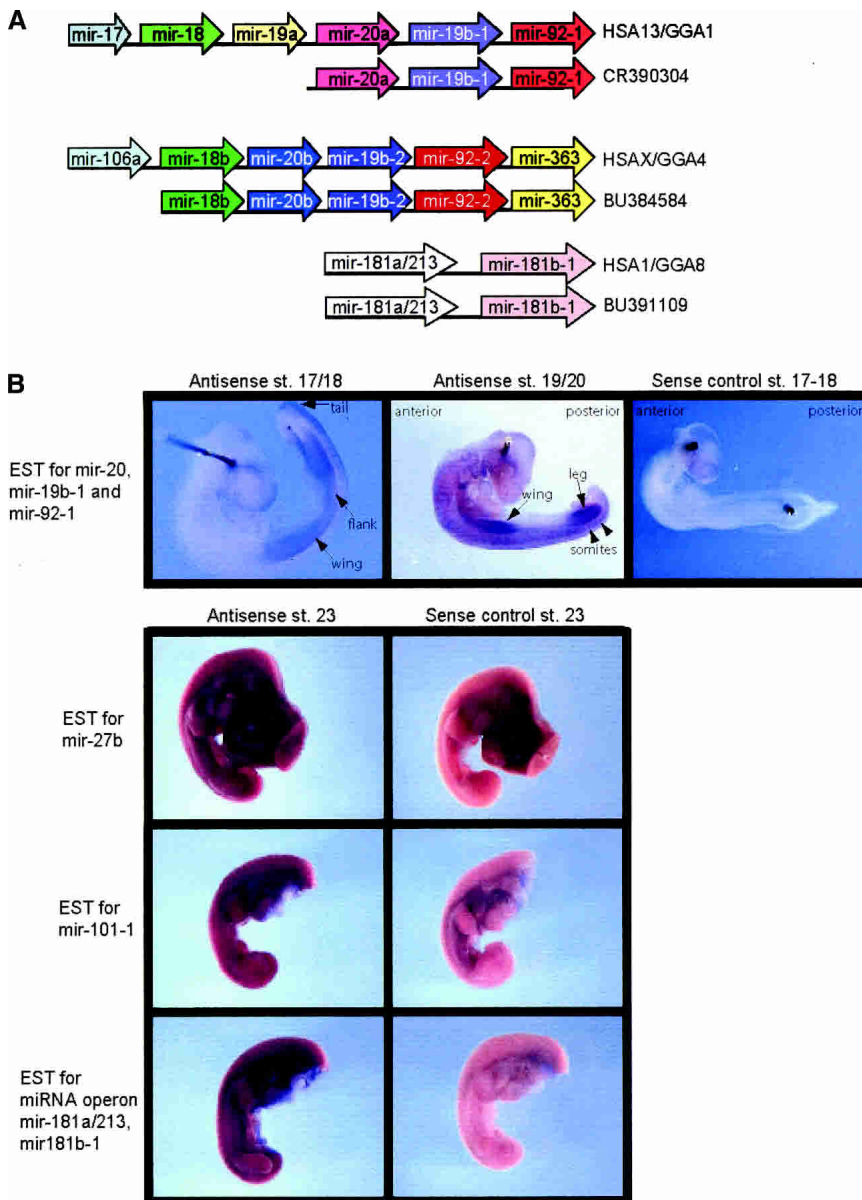 A
mir-17 mir-18 mir-19a mir-20a mir-19b-1 mir-92-1 HSA13/GGA1
mir-20a mir-19b-1 mir-92-1 CR390304
mir-106a mir-18b mir-20b mir-19b-2 mir-92-2 mir-363 HSAX/GGA4
mir-18b mir-20b mir-19b-2 mir-92-2 mir-363 BU384584
mir-181a/213 mir-181b-1 HSA1/GGA8
mir-181a/213 mir-181b-1 BU391109
B
Antisense st. 17/18 Antisense st. 19/20 Sense control st. 17-18
EST for mir-20,
mir-19b-1 and
mir-92-1
tail
flank
wing
anterior posterior
wing
leg
somites
anterior posterior
Antisense st. 23 Sense control st. 23
EST for
mir-27b
EST for
mir-101-1
EST for
miRNA operon
mir-181a/213,
mir181b-1